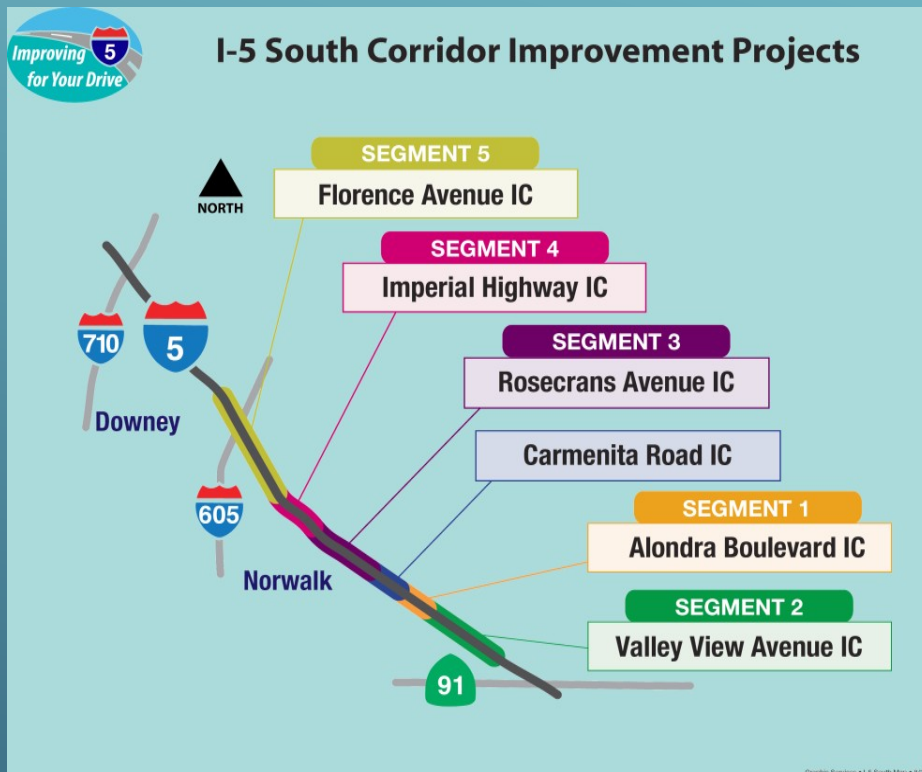 Improving 5
for Your Drive
I-5 South Corridor Improvement Projects
SEGMENT 5
Florence Avenue IC
NORTH
SEGMENT 4
Imperial Highway IC
710
5
SEGMENT 3
Rosecrans Avenue IC
Downey
Carmenita Road IC
605
SEGMENT 1
Alondra Boulevard IC
Norwalk
SEGMENT 2
Valley View Avenue IC
91